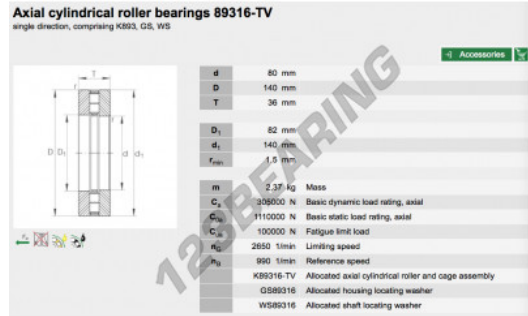 Axial cylindrical roller bearings 89316-TV
single direction, comprising K893, GS, WS
Accessories
d 80 mm
D 140 mm
T 36 mm
D1 82 mm
d1 140 mm
rmin 1,5 mm
m 2,37 kg Mass
Ca 305000 N Basic dynamic load rating, axial
C0a 1110000 N Basic static load rating, axial
Cua 100000 N Fatigue limit load
nG 2650 1/min Limiting speed
nB 990 1/min Reference speed
K89316-TV Allocated axial cylindrical roller and cage assembly
GS89316 Allocated housing locating washer
WS89316 Allocated shaft locating washer
T
r
D D1 d d1
r
123BEARING